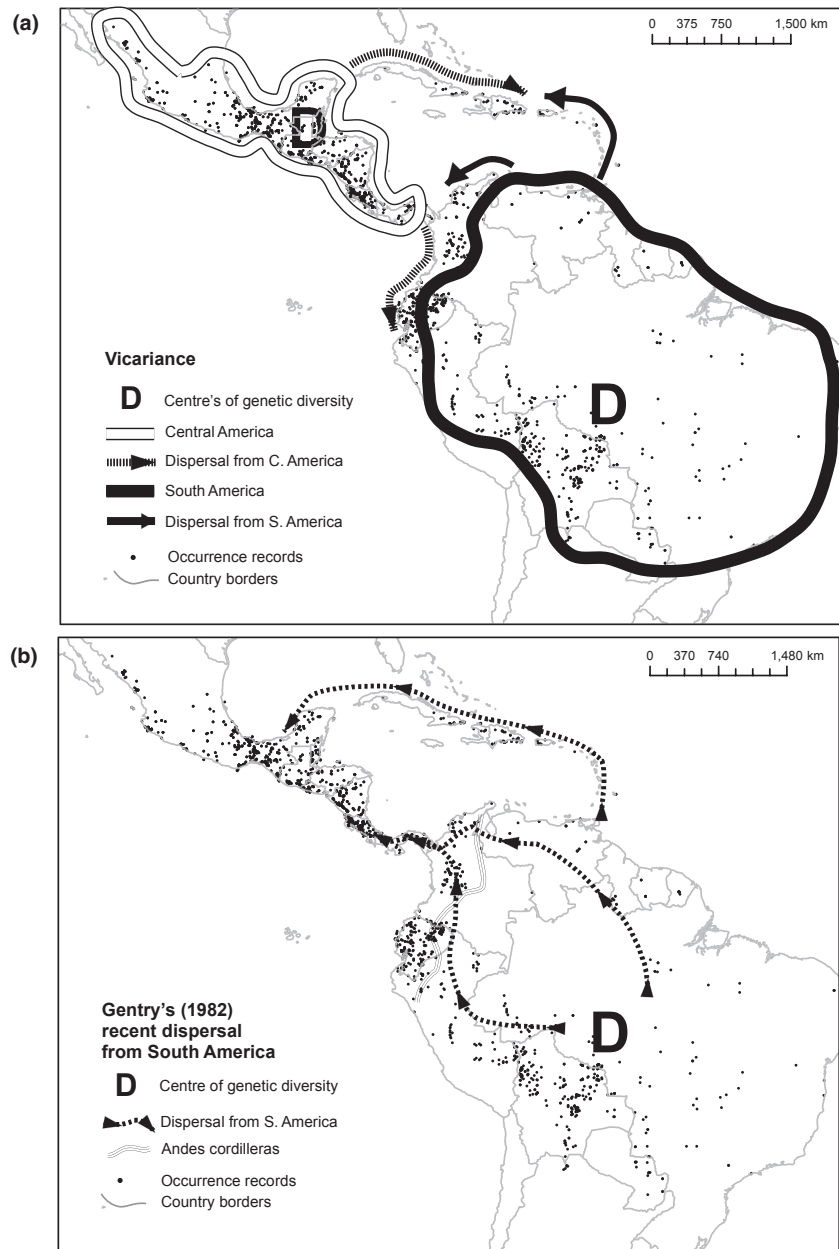 (a)
0 375 750 1,500 km
D
D
Vicariance
D Centre's of genetic diversity
Central America
Dispersal from C. America
South America
Dispersal from S. America
Occurrence records
Country borders
(b)
0 370 740 1,480 km
D
Gentry's (1982)
recent dispersal
from South America
D Centre of genetic diversity
Dispersal from S. America
Andes cordilleras
Occurrence records
Country borders